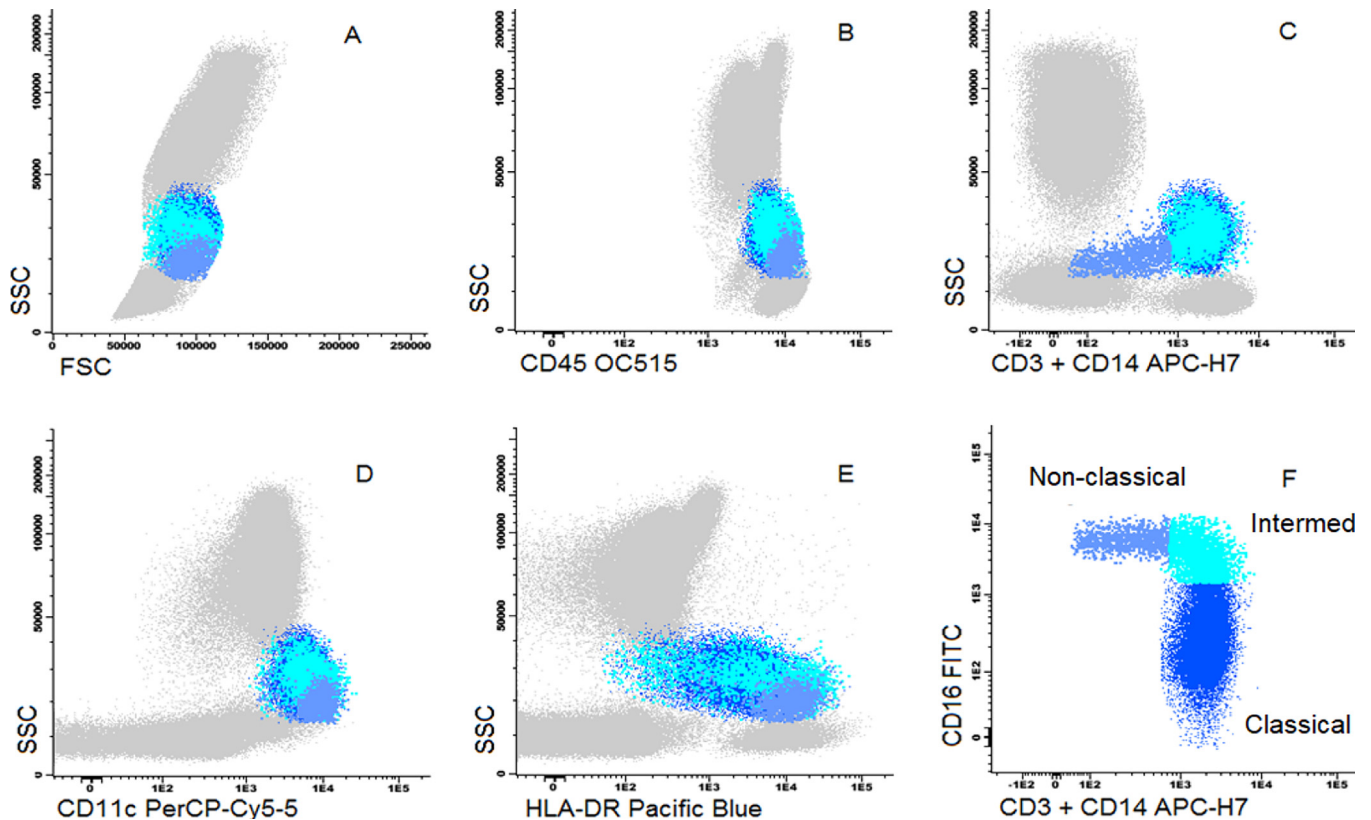 A
200000
100000
50000
0
SSC
0 50000 100000 150000 200000 250000
FSC
B
200000
100000
50000
0
SSC
0 1E2 1E3 1E4 1E5
CD45 OC515
C
200000
100000
50000
0
SSC
-1E2 0 1E2 1E3 1E4 1E5
CD3 + CD14 APC-H7
D
200000
100000
50000
0
SSC
0 1E3 1E4 1E5
CD11c PerCP-Cy5-5
E
200000
100000
50000
0
SSC
0 1E2 1E3 1E4 1E5
HLA-DR Pacific Blue
F
Non-classical
Intermed
Classical
1E5
1E4
1E3
1E2
0
CD16 FITC
-1E2 0 1E2 1E3 1E4 1E5
CD3 + CD14 APC-H7